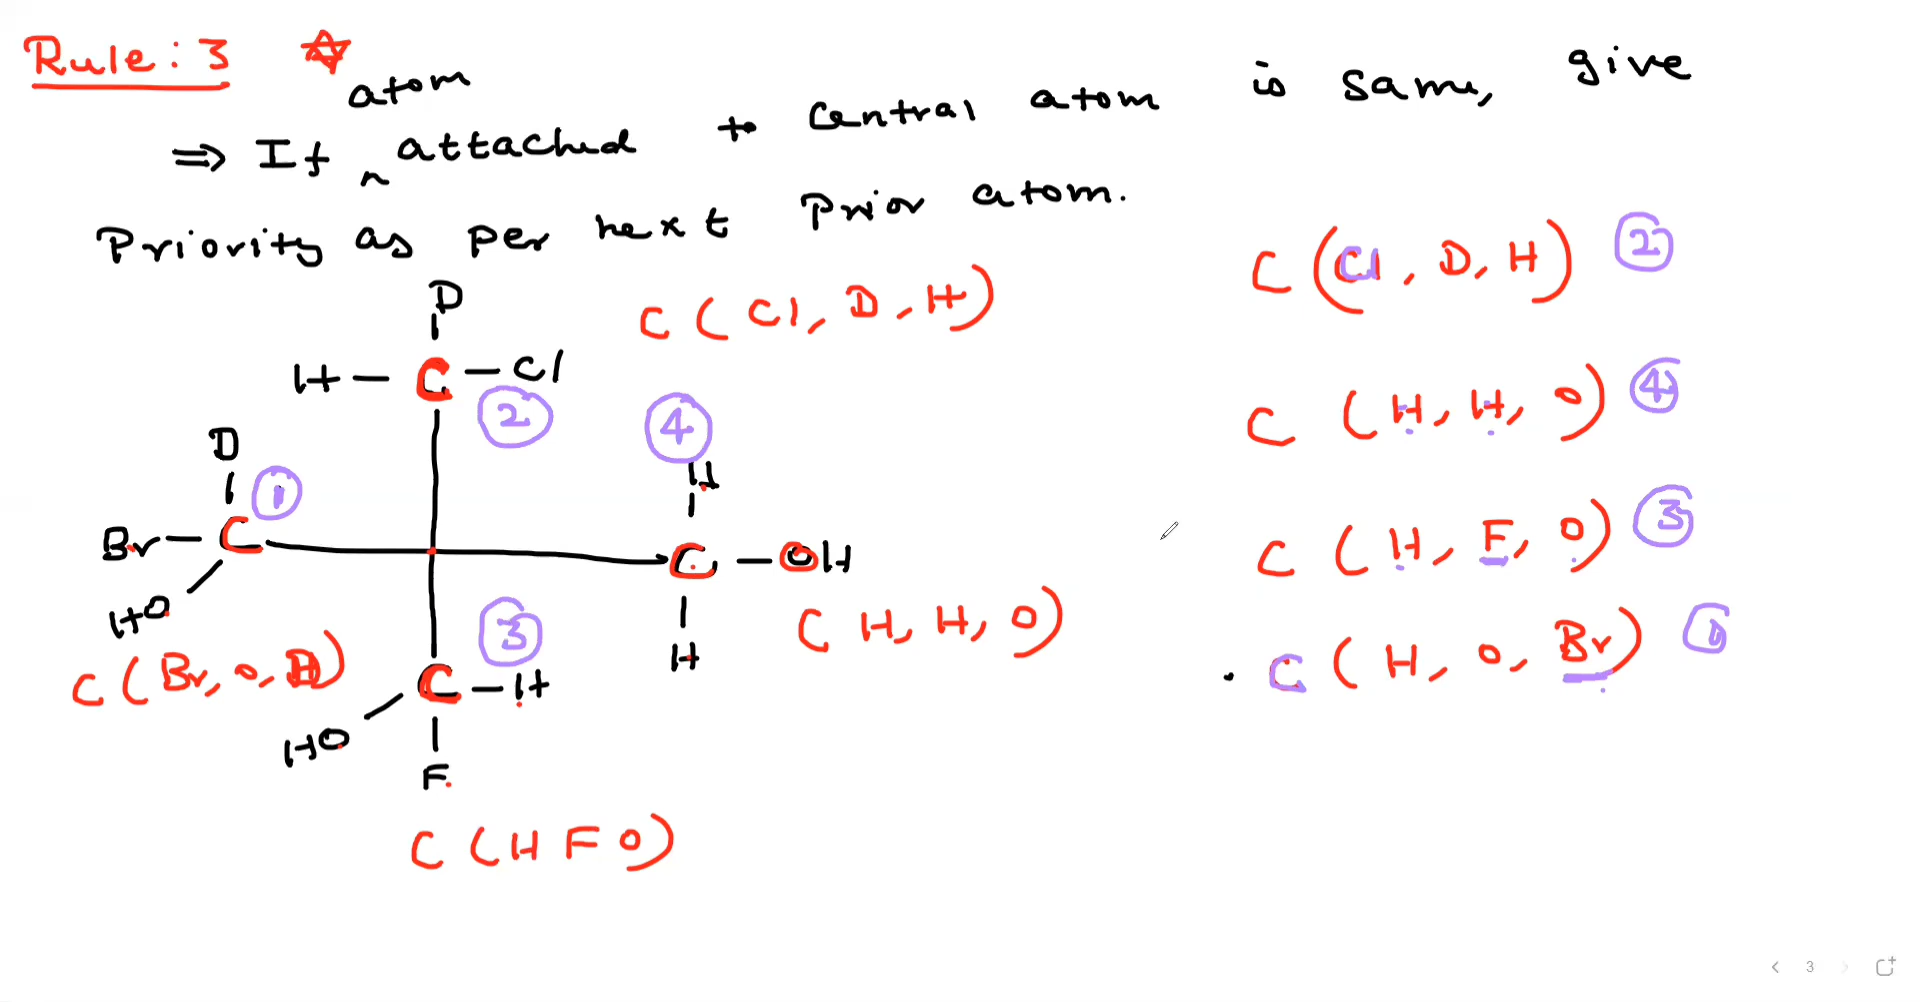 Rule: 3
atom
⇒ If ^ attached to central atom is same, give
Priority as per next Prior atom.
C (Cl, D, H) ②
D
C (Cl, D, H)
H – C – Cl
②
④
C (H, H, O) ④
D
①
H
Br – C
C – OH
C (H, F, O) ③
HO
③
C H, H, O)
H
C (H, O, Br) ①
C (Br, O, D)
C – H
HO
F
C (H F O)
3